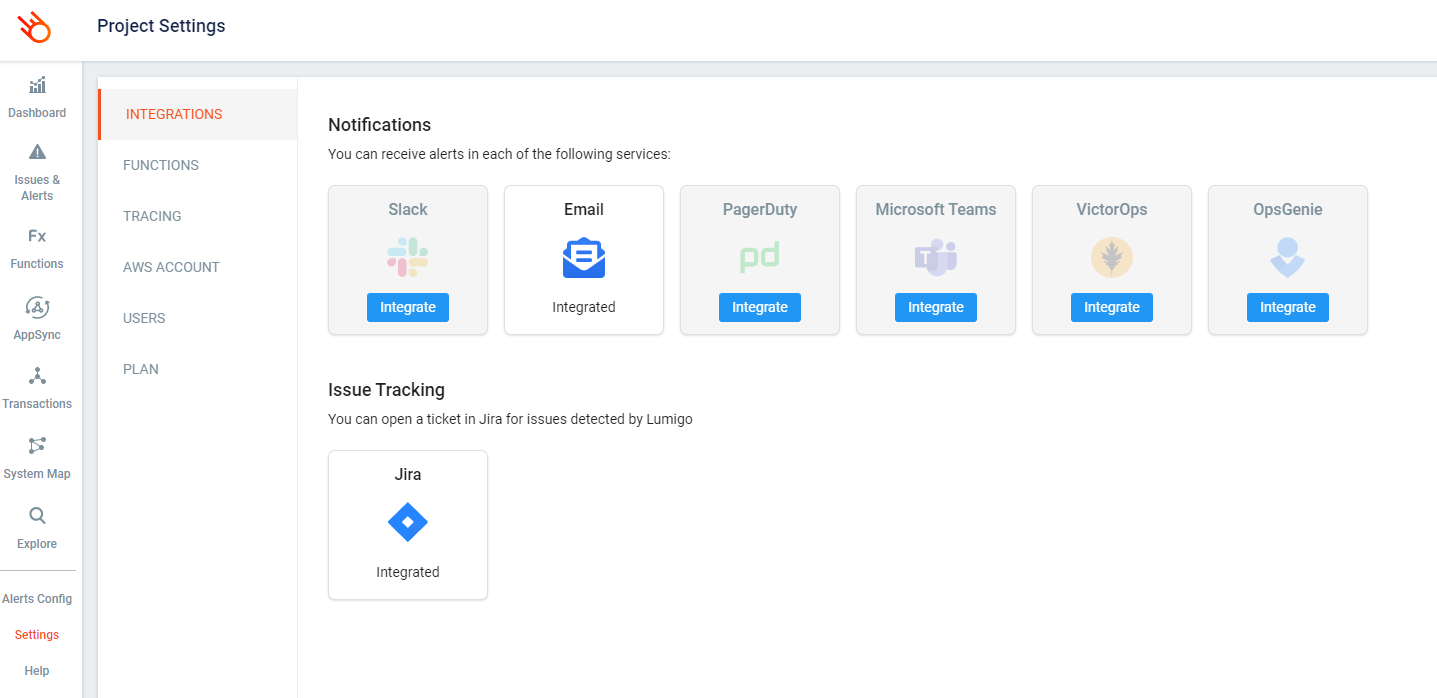 Project Settings
Dashboard
Issues &
Alerts
Fx
Functions
AppSync
Transactions
System Map
Explore
Alerts Config
Settings
Help
INTEGRATIONS
FUNCTIONS
TRACING
AWS ACCOUNT
USERS
PLAN
Notifications
You can receive alerts in each of the following services:
Slack
Integrate
Email
Integrated
PagerDuty
pd
Integrate
Microsoft Teams
T
Integrate
VictorOps
Integrate
OpsGenie
Integrate
Issue Tracking
You can open a ticket in Jira for issues detected by Lumigo
Jira
Integrated